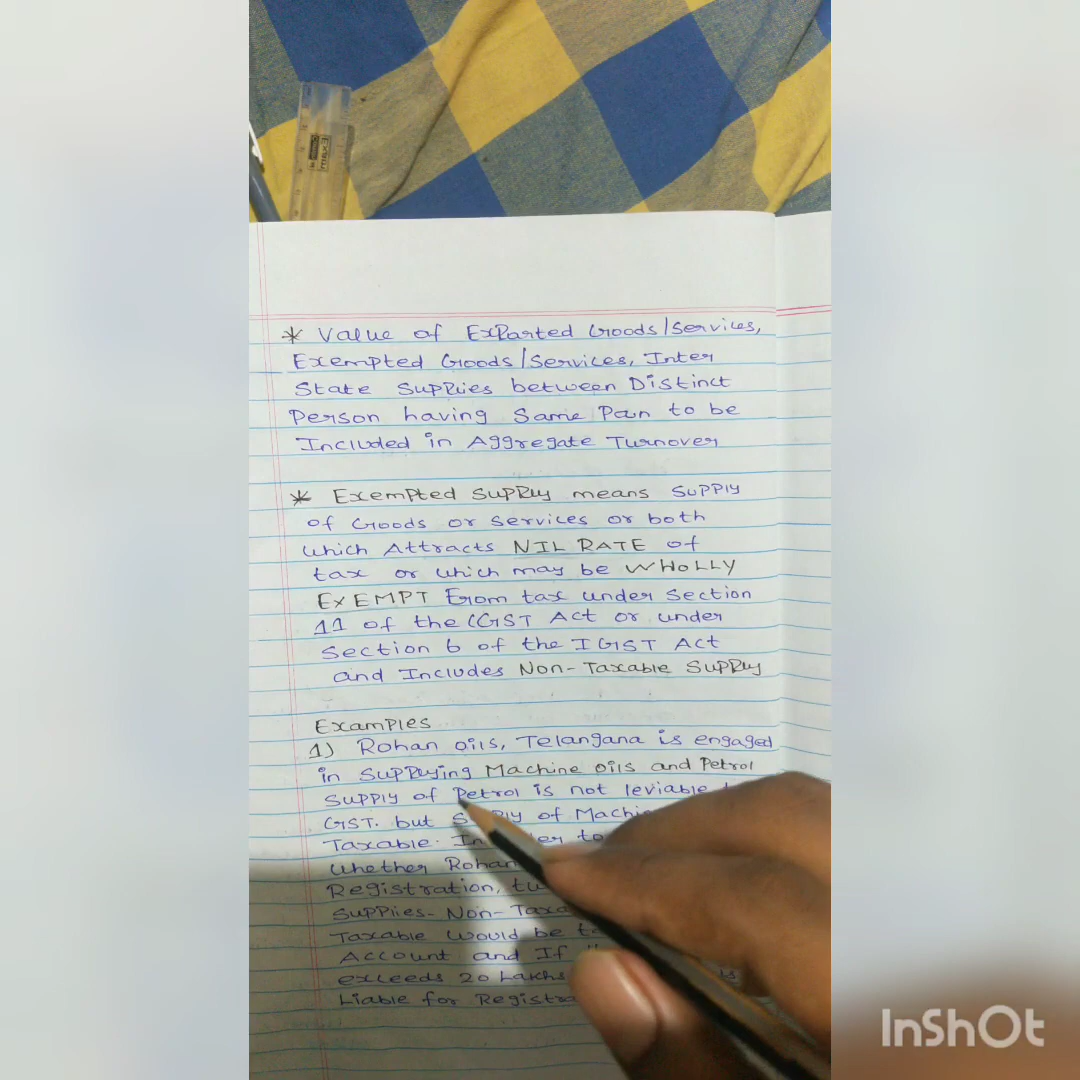 * Value of Exported Goods/Services,
Exempted Goods/Services, Inter
State Supplies between Distinct
Person having Same Pan to be
Included in Aggregate Turnover
* Exempted Supply means Supply
of Goods or Services or both
which Attracts NIL RATE of
tax or which may be WHOLLY
EXEMPT From tax under Section
11 of the CGST Act or under
Section 6 of the IGST Act
and Includes Non-Taxable Supply
Examples
1) Rohan oils, Telangana is engaged
in Supplying Machine oils and Petrol
Supply of Petrol is not leviable
GST. but of
Taxable. to
whether Rohan
Registration,
Supplies- Non-
Taxable would be
Account and If
exceeds 20 Lakhs is
Liable for
InShOt